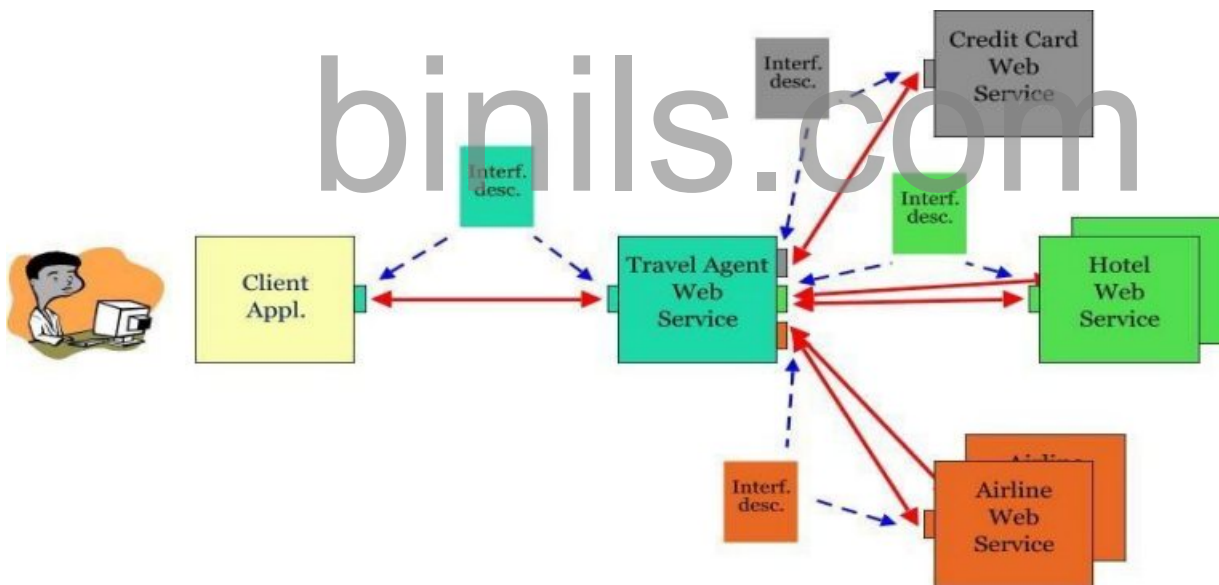 binils.com
Credit Card
Web
Service
Interf.
desc.
Interf.
desc.
Interf.
desc.
Client
Appl.
Travel Agent
Web
Service
Hotel
Web
Service
Interf.
desc.
Airline
Airline
Web
Service